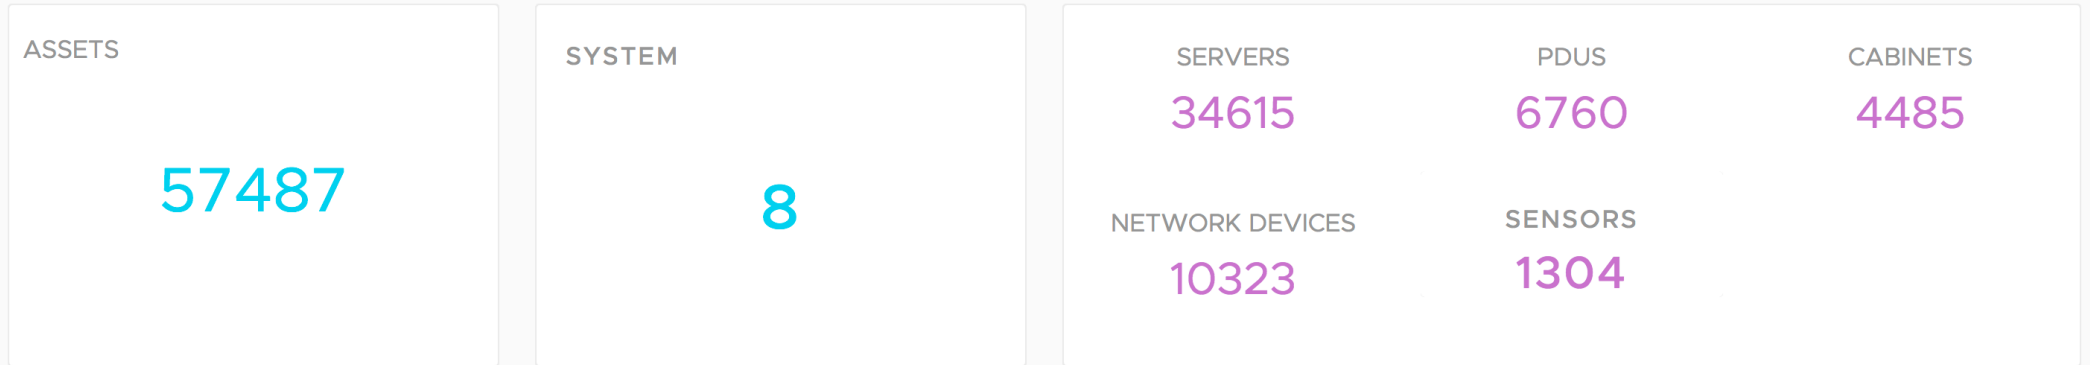 ASSETS
57487
SYSTEM
8
SERVERS
34615
PDUS
6760
CABINETS
4485
NETWORK DEVICES
10323
SENSORS
1304